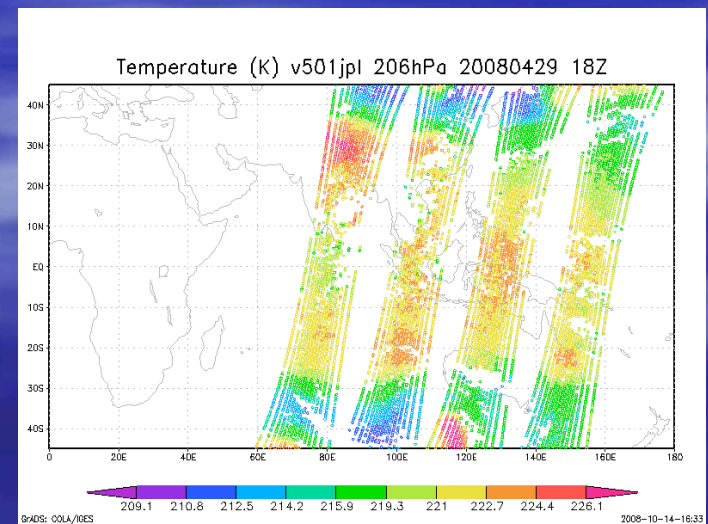 Temperature (K) v501jpl 206hPa 20080429 18Z
40N
30N
20N
10N
EQ
10S
20S
30S
40S
0 20E 40E 60E 80E 100E 120E 140E 160E 180
209.1 210.8 212.5 214.2 215.9 219.3 221 222.7 224.4 226.1
GrADS: COLA/IGES 2008-10-14-16:33